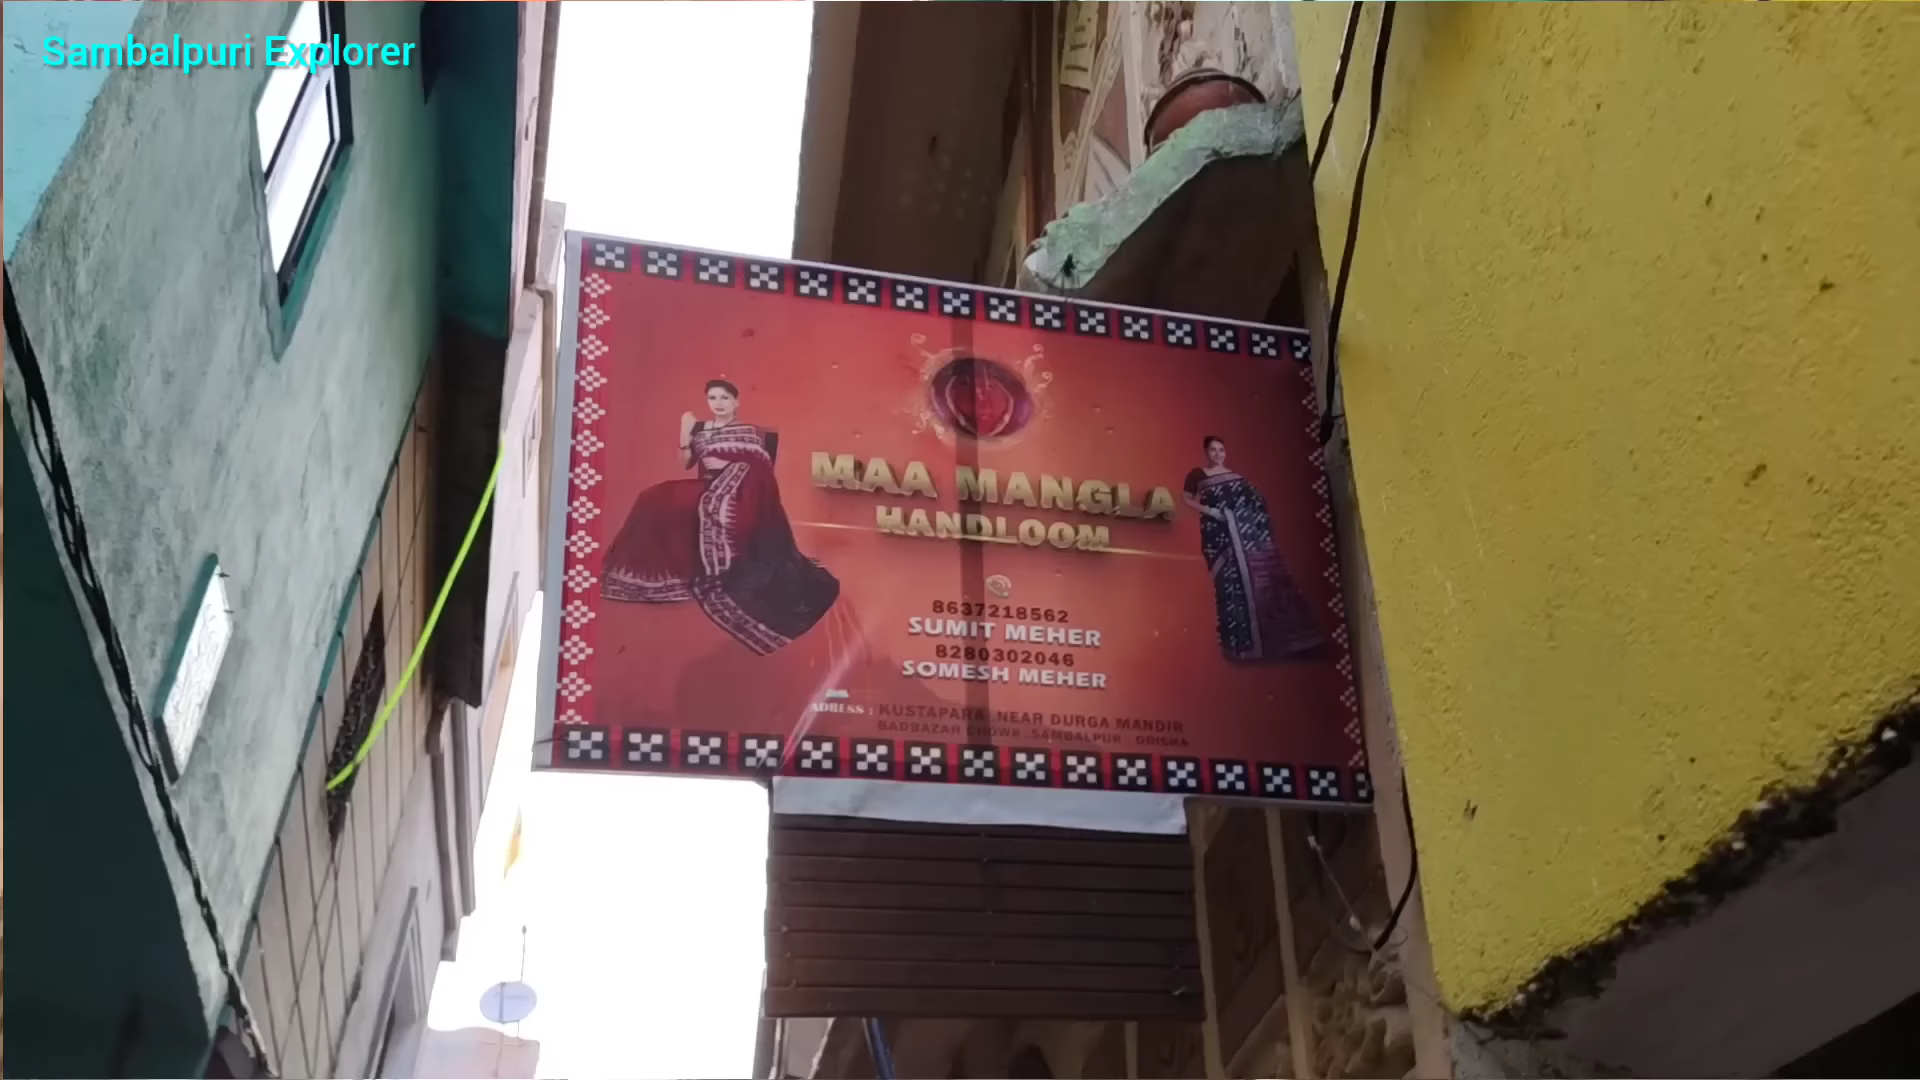 Sambalpuri Explorer
MAA MANGLA
HANDLOOM
8637218562
SUMIT MEHER
8280302046
SOMESH MEHER
ADRESS : KUSTAPARA ,NEAR DURGA MANDIR
BADBAZAR CHOWK ,SAMBALPUR, ODISHA